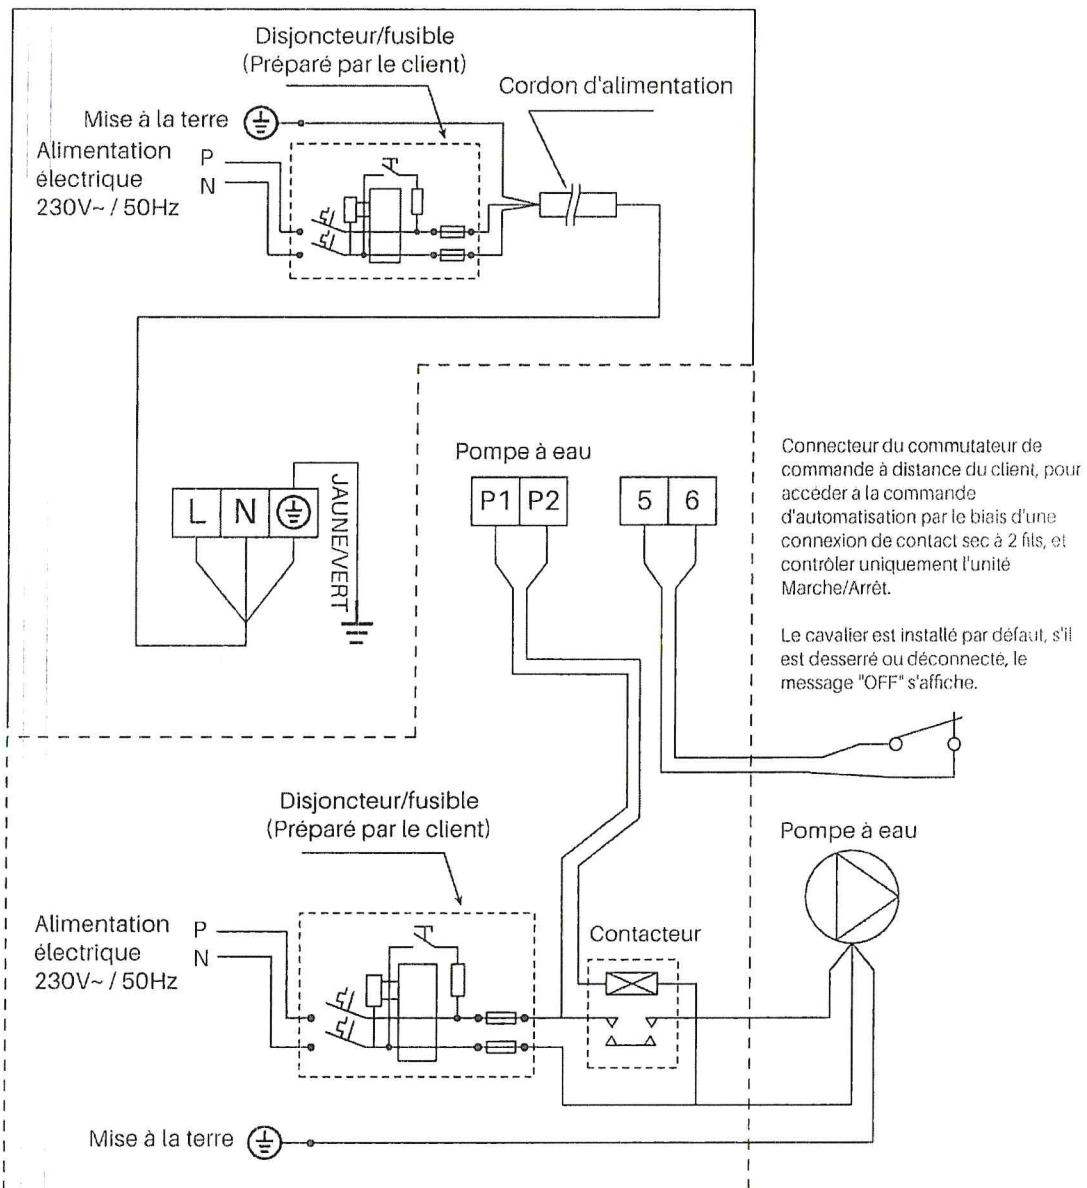 Disjoncteur/fusible
(Préparé par le client)
Cordon d'alimentation
Mise à la terre
Alimentation
électrique
230V~ / 50Hz
P
N
L N
JAUNE/VERT
Pompe à eau
P1 P2
5 6
Connecteur du commutateur de
commande à distance du client, pour
accéder à la commande
d'automatisation par le biais d'une
connexion de contact sec à 2 fils, et
contrôler uniquement l'unité
Marche/Arrêt.
Le cavalier est installé par défaut, s'il
est desserré ou déconnecté, le
message "OFF" s'affiche.
Disjoncteur/fusible
(Préparé par le client)
Pompe à eau
Alimentation
électrique
230V~ / 50Hz
P
N
Contacteur
Mise à la terre